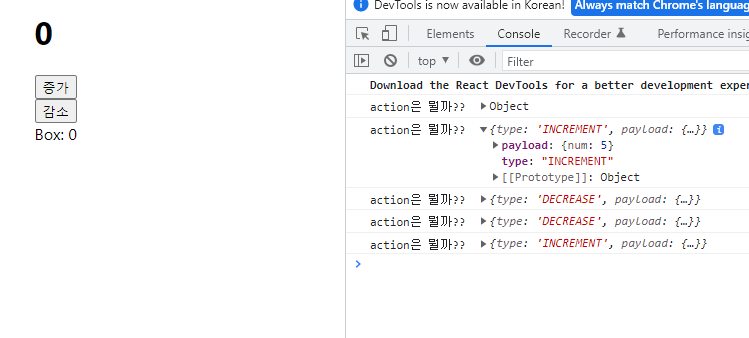 0
증가
감소
Box: 0
DevTools is now available in Korean!
Always match Chrome's langua
Elements
Console
Recorder
Performance insig
top
Filter
Download the React DevTools for a better development exper
action은 뭘까?? Object
action은 뭘까?? {type: 'INCREMENT', payload: {…}}
payload: {num: 5}
type: "INCREMENT"
[[Prototype]]: Object
action은 뭘까?? {type: 'DECREASE', payload: {…}}
action은 뭘까?? {type: 'DECREASE', payload: {…}}
action은 뭘까?? {type: 'INCREMENT', payload: {…}}